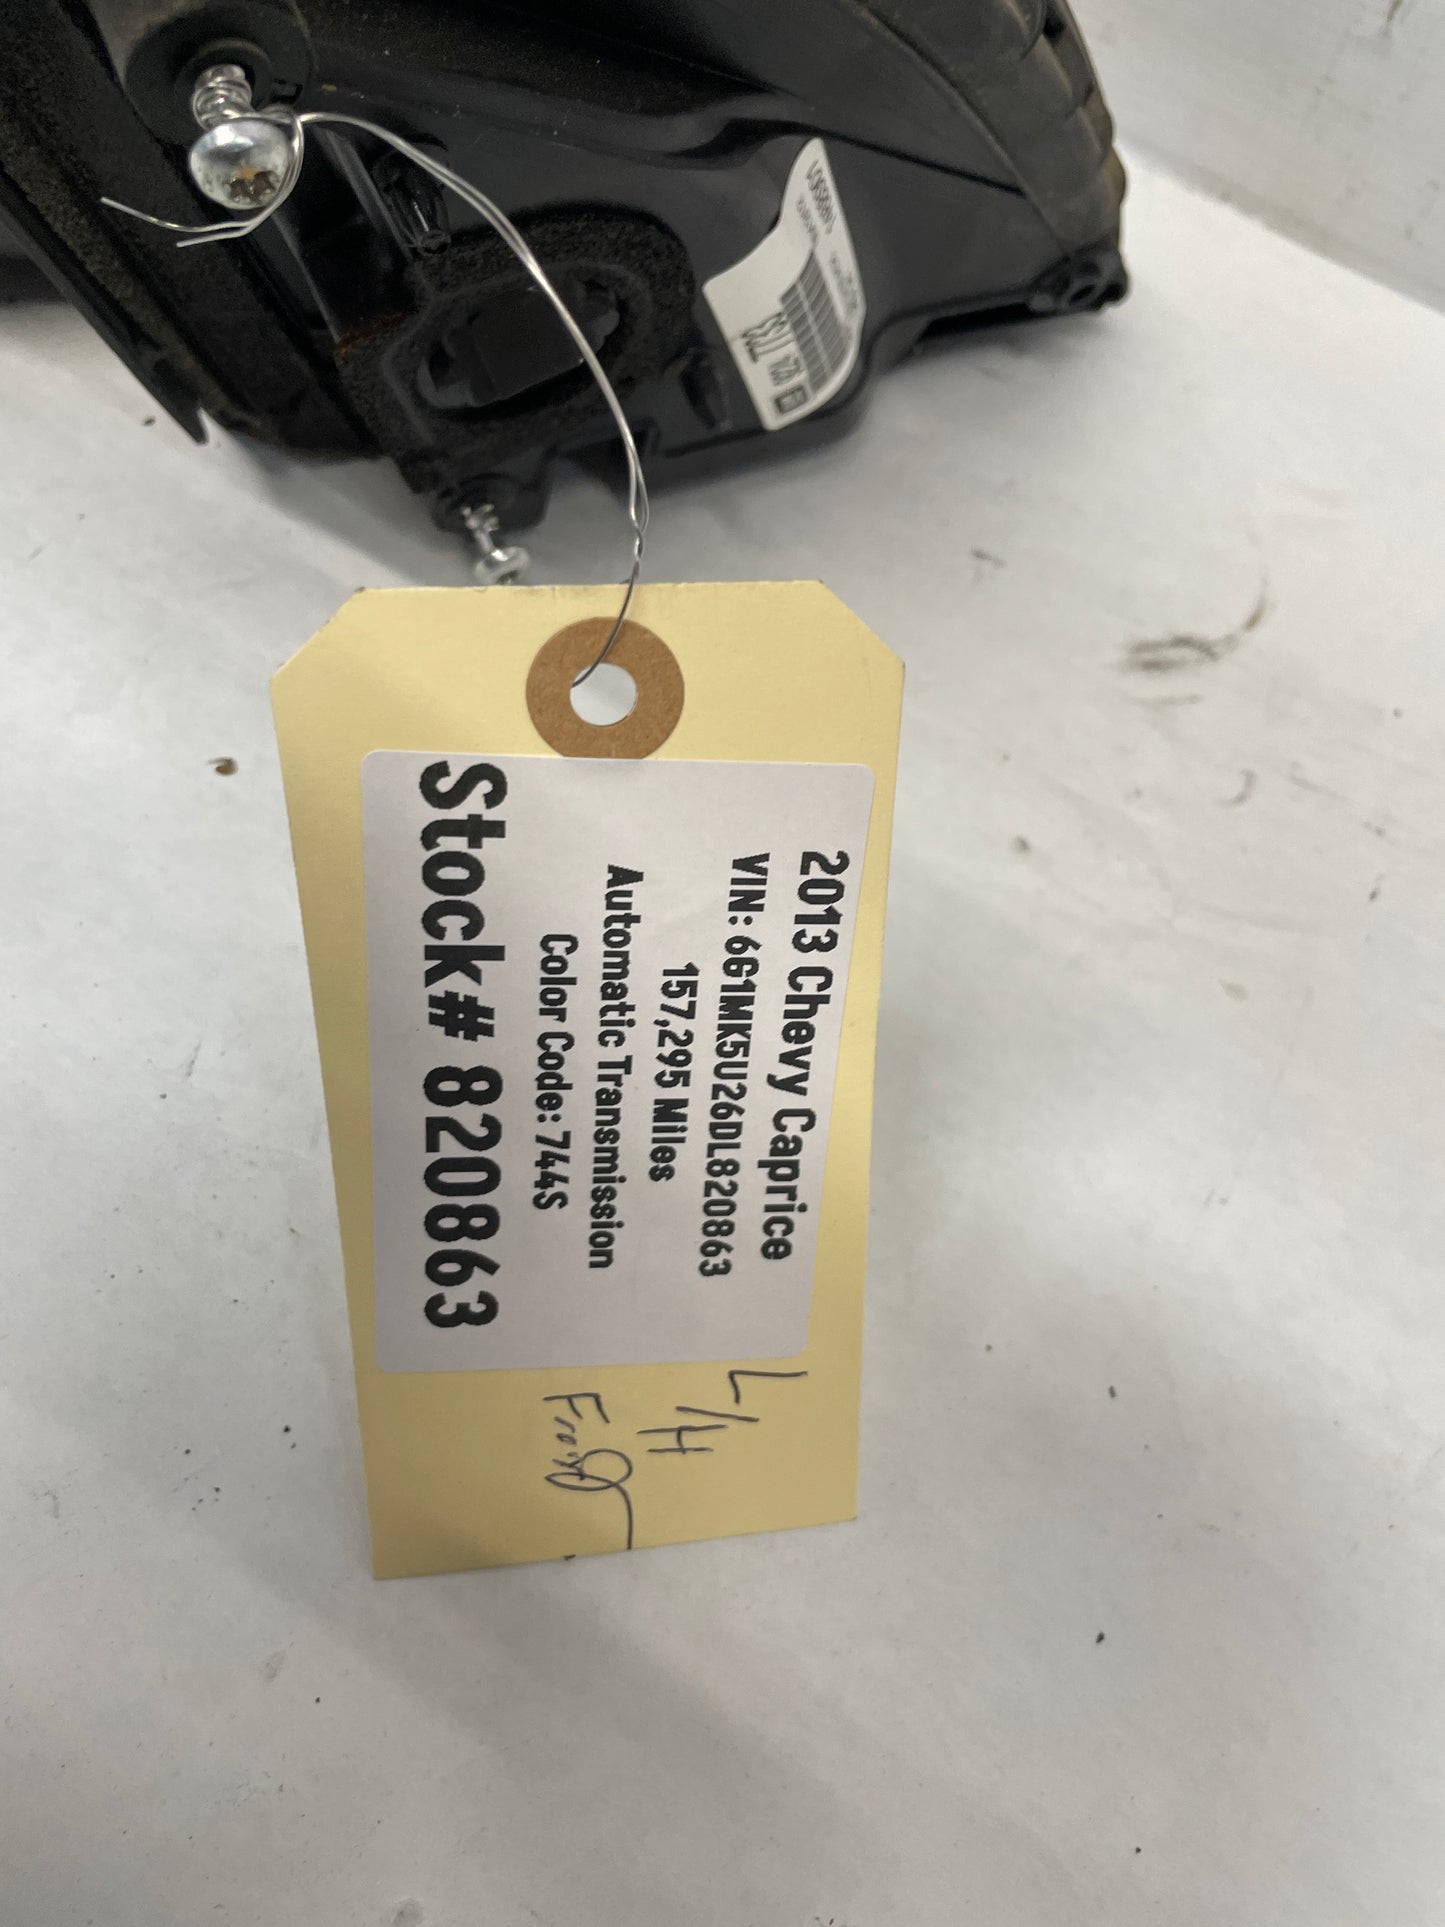 2013 Chevy Caprice
VIN: 6G1MK5U26DL820863
157,295 Miles
Automatic Transmission
Color Code: 744S
Stock# 820863
L/H
Front